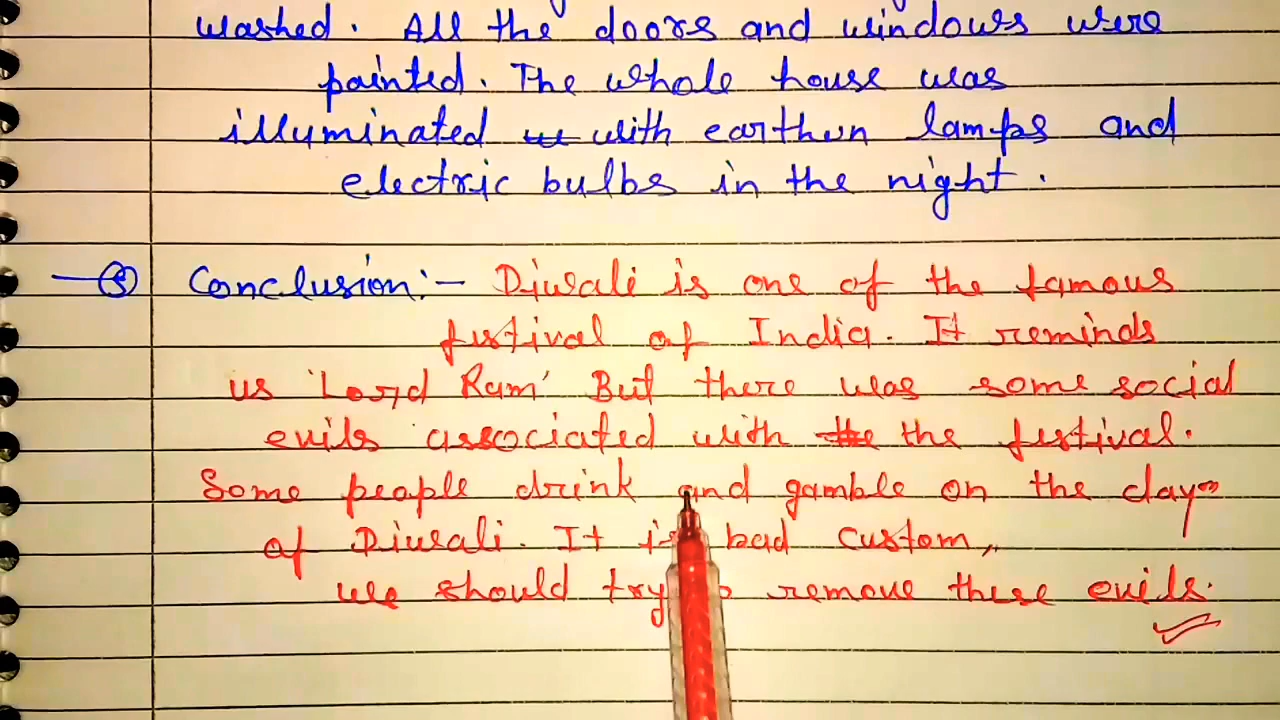 washed. All the doors and windows were
painted. The whole house was
illuminated with earthen lamps and
electric bulbs in the night.
3 Conclusion:- Diwali is one of the famous
festival of India. It reminds
us 'Lord Ram' But there was some social
evils associated with the the festival.
Some people drink and gamble on the day
of Diwali. It is bad custom,
we should try remove these evils.